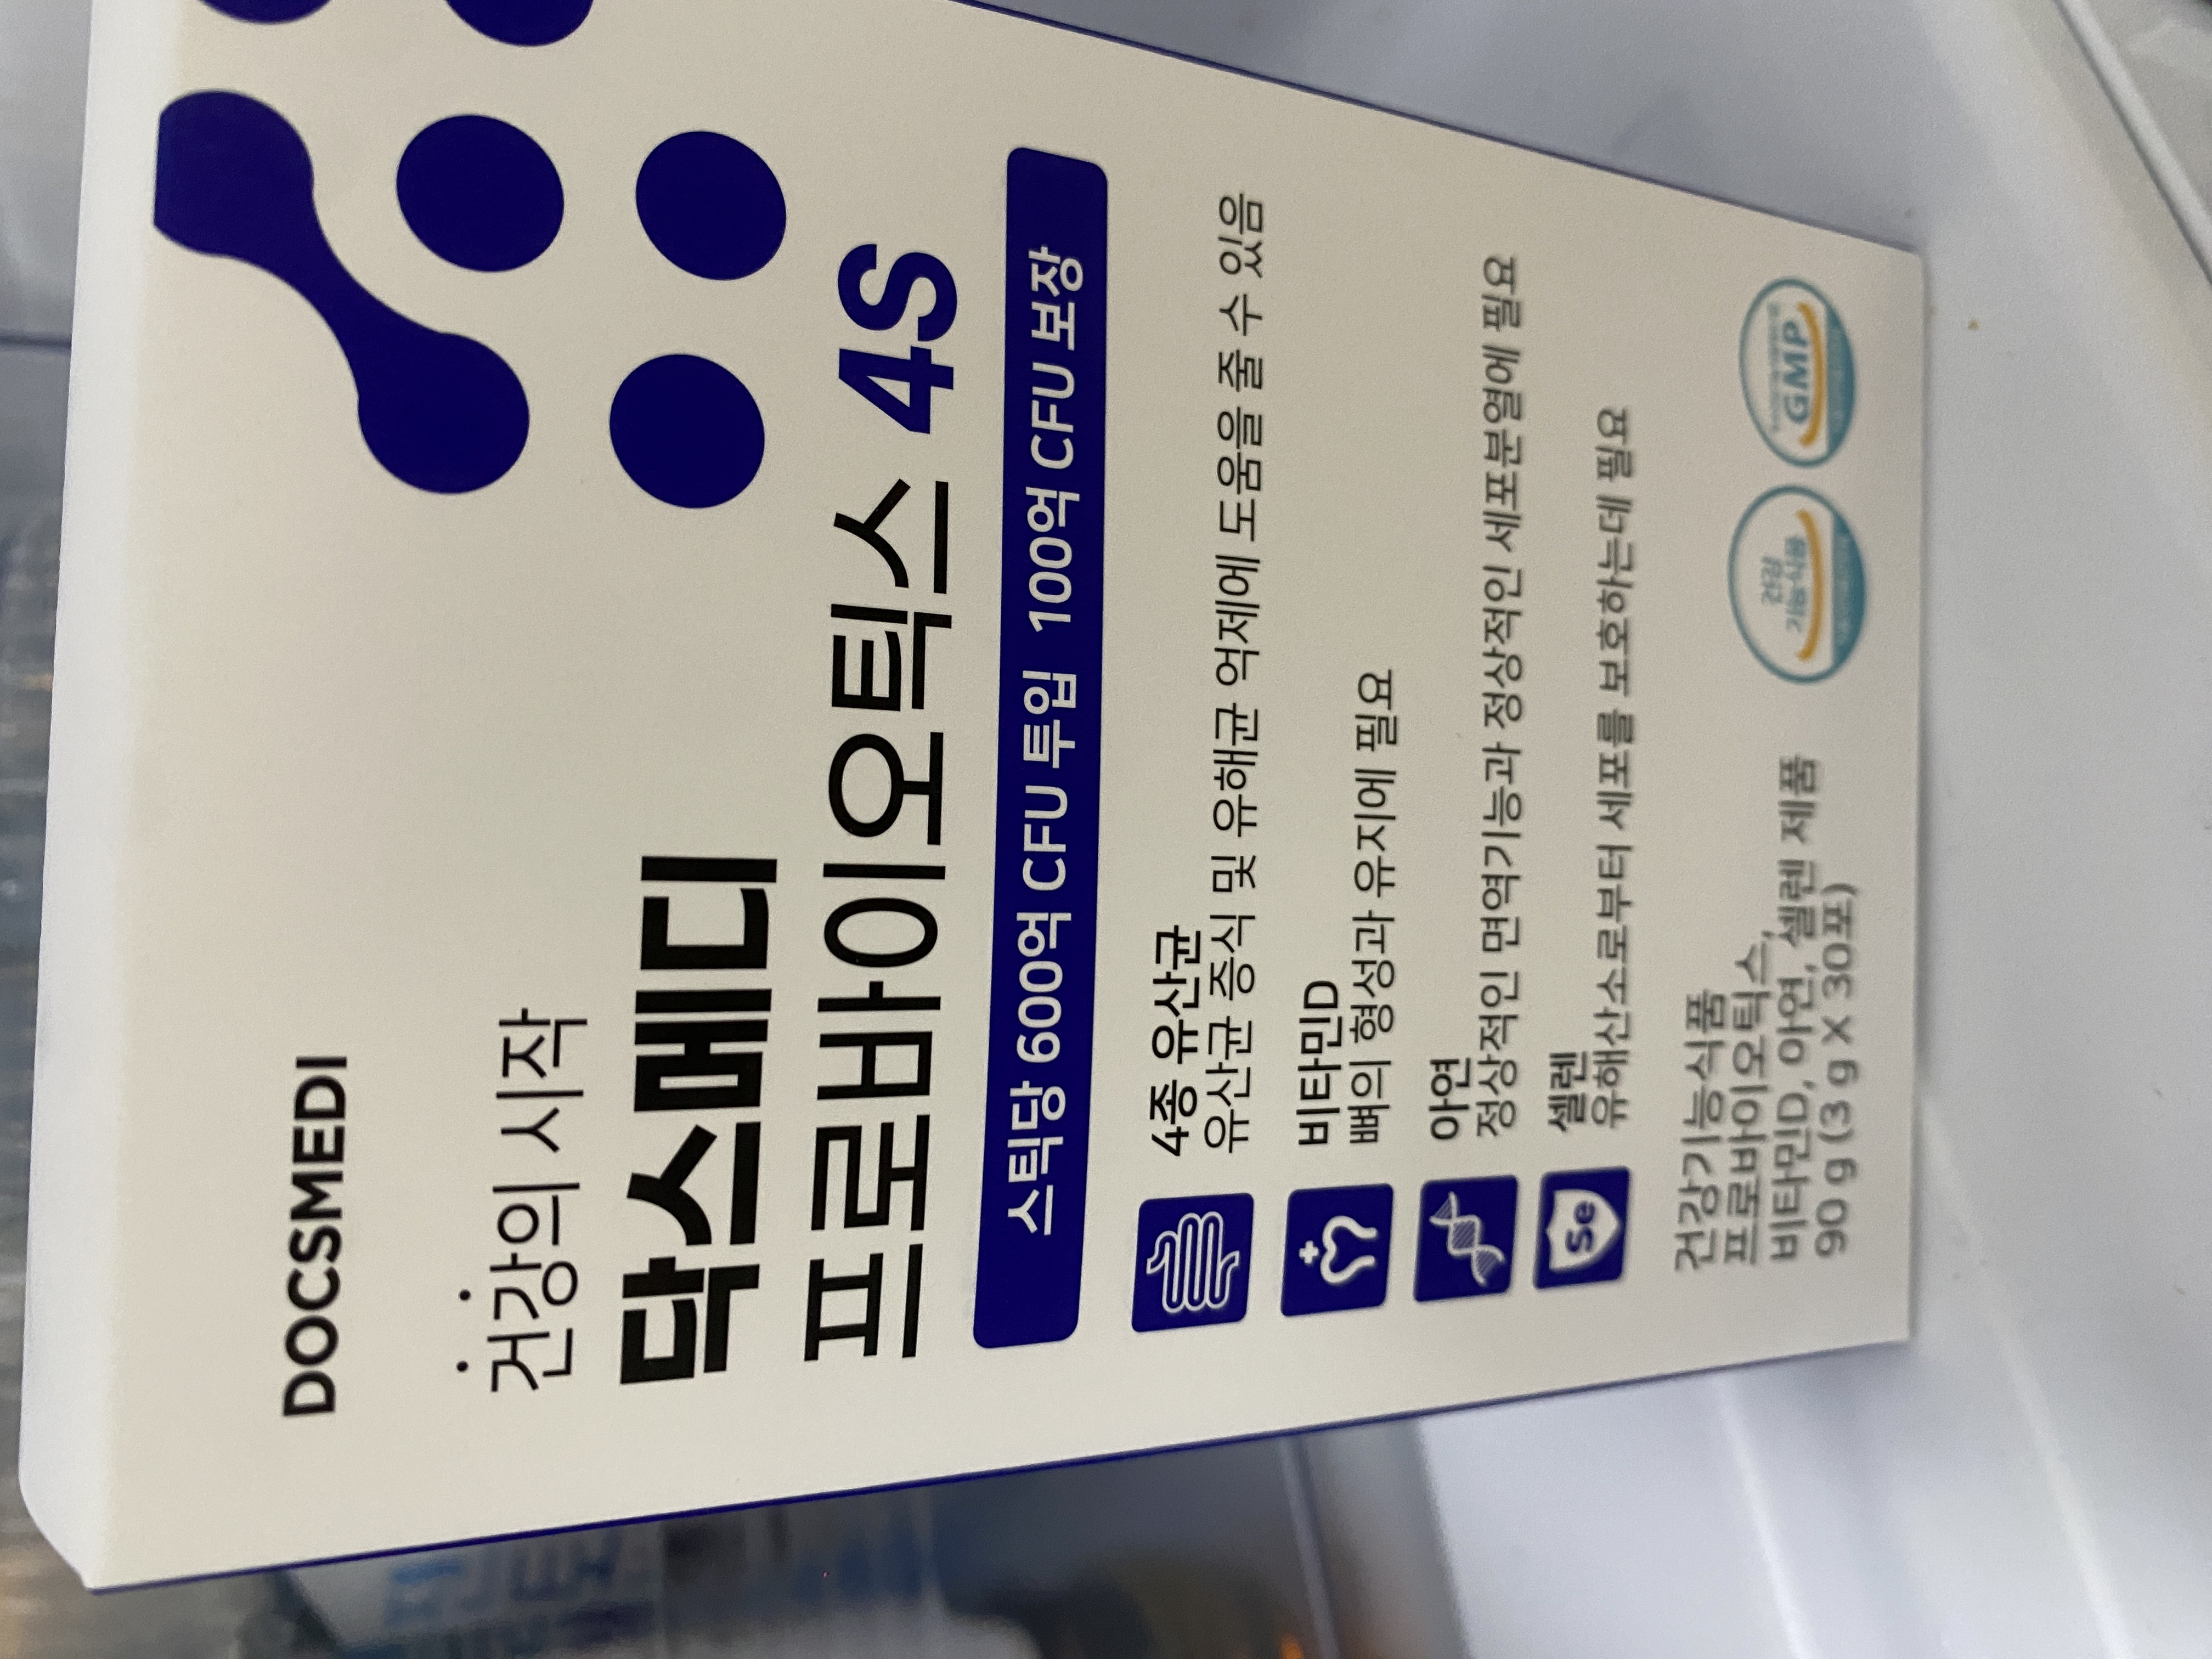 DOCSMEDI
건강의 시작
닥스메디
프로바이오틱스 4S
스틱당 600억 CFU 투입 100억 CFU 보장
4종 유산균
유산균 증식 및 유해균 억제에 도움을 줄 수 있음
비타민D
뼈의 형성과 유지에 필요
아연
정상적인 면역기능과 정상적인 세포분열에 필요
Se
셀렌
유해산소로부터 세포를 보호하는데 필요
건강기능식품
프로바이오틱스,
비타민D, 아연, 셀렌 제품
90 g (3 g X 30포)
건강
기능식품
GMP